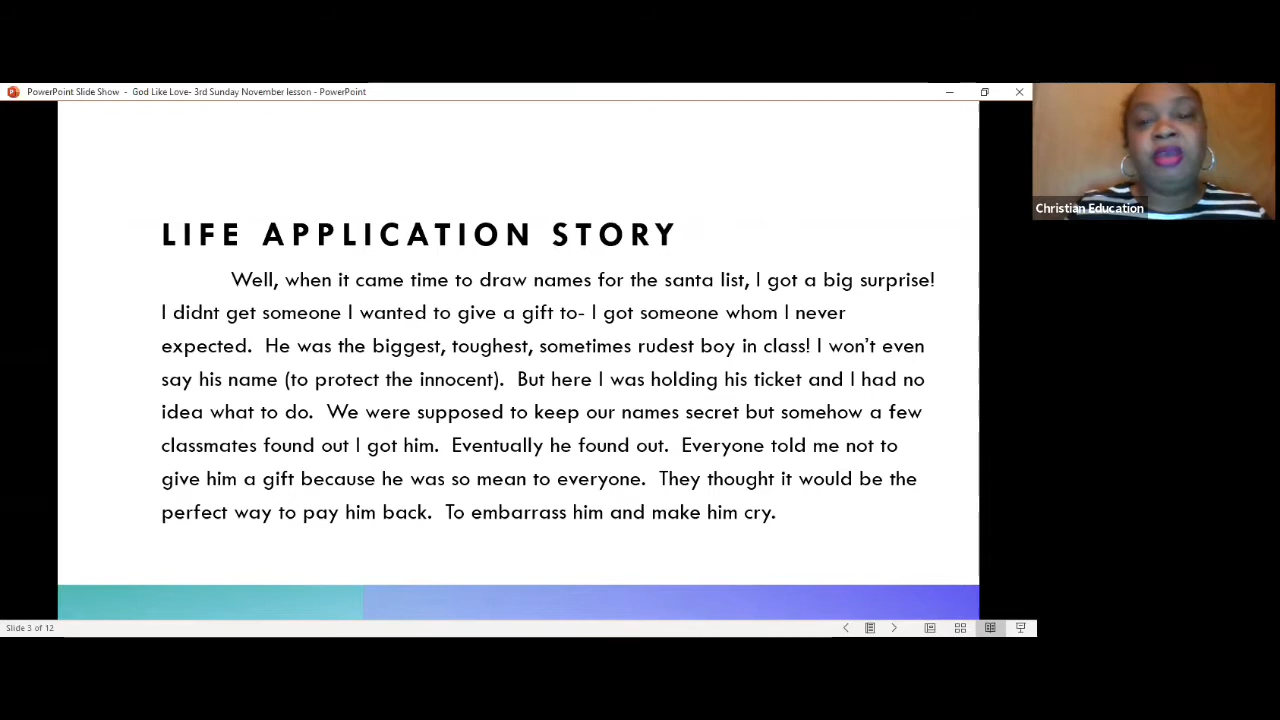 PowerPoint Slide Show - God Like Love- 3rd Sunday November lesson - PowerPoint
Christian Education
LIFE APPLICATION STORY
Well, when it came time to draw names for the santa list, I got a big surprise!
I didnt get someone I wanted to give a gift to- I got someone whom I never
expected. He was the biggest, toughest, sometimes rudest boy in class! I won't even
say his name (to protect the innocent). But here I was holding his ticket and I had no
idea what to do. We were supposed to keep our names secret but somehow a few
classmates found out I got him. Eventually he found out. Everyone told me not to
give him a gift because he was so mean to everyone. They thought it would be the
perfect way to pay him back. To embarrass him and make him cry.
Slide 3 of 12